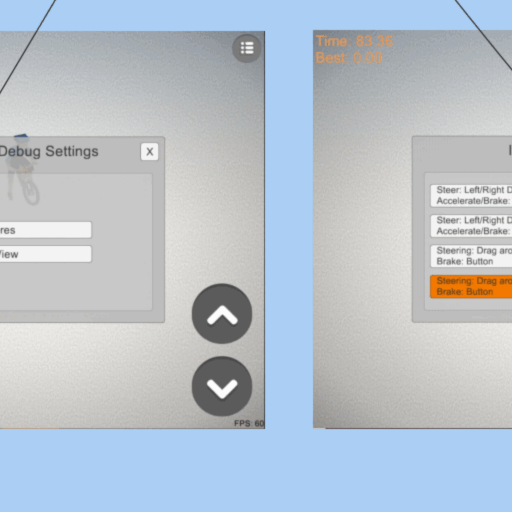 Debug Settings
X
res
iew
FPS: 60
Time: 83.36
Best: 0.00
Steer: Left/Right D
Accelerate/Brake:
Steer: Left/Right D
Accelerate/Brake:
Steering: Drag aro
Brake: Button
Steering: Drag aro
Brake: Button